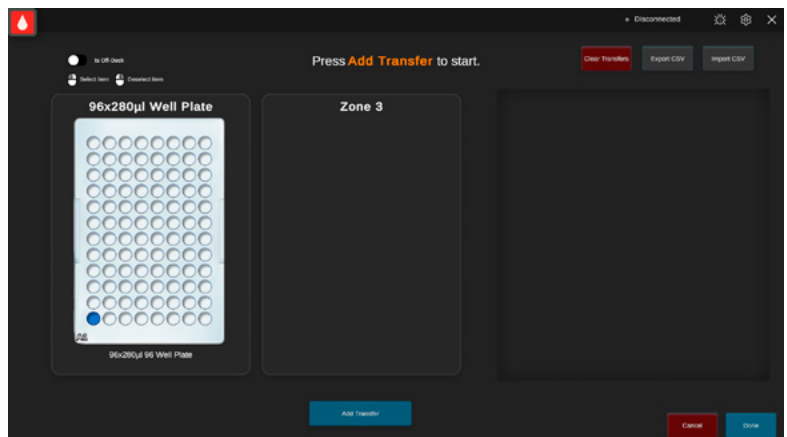 Disconnected
Is Off-Deck
Press Add Transfer to start.
Clear Transfers
Export CSV
Import CSV
Select Item
Deselect Item
96x280µl Well Plate
Zone 3
96x280µl 96 Well Plate
Add Transfer
Cancel
Done